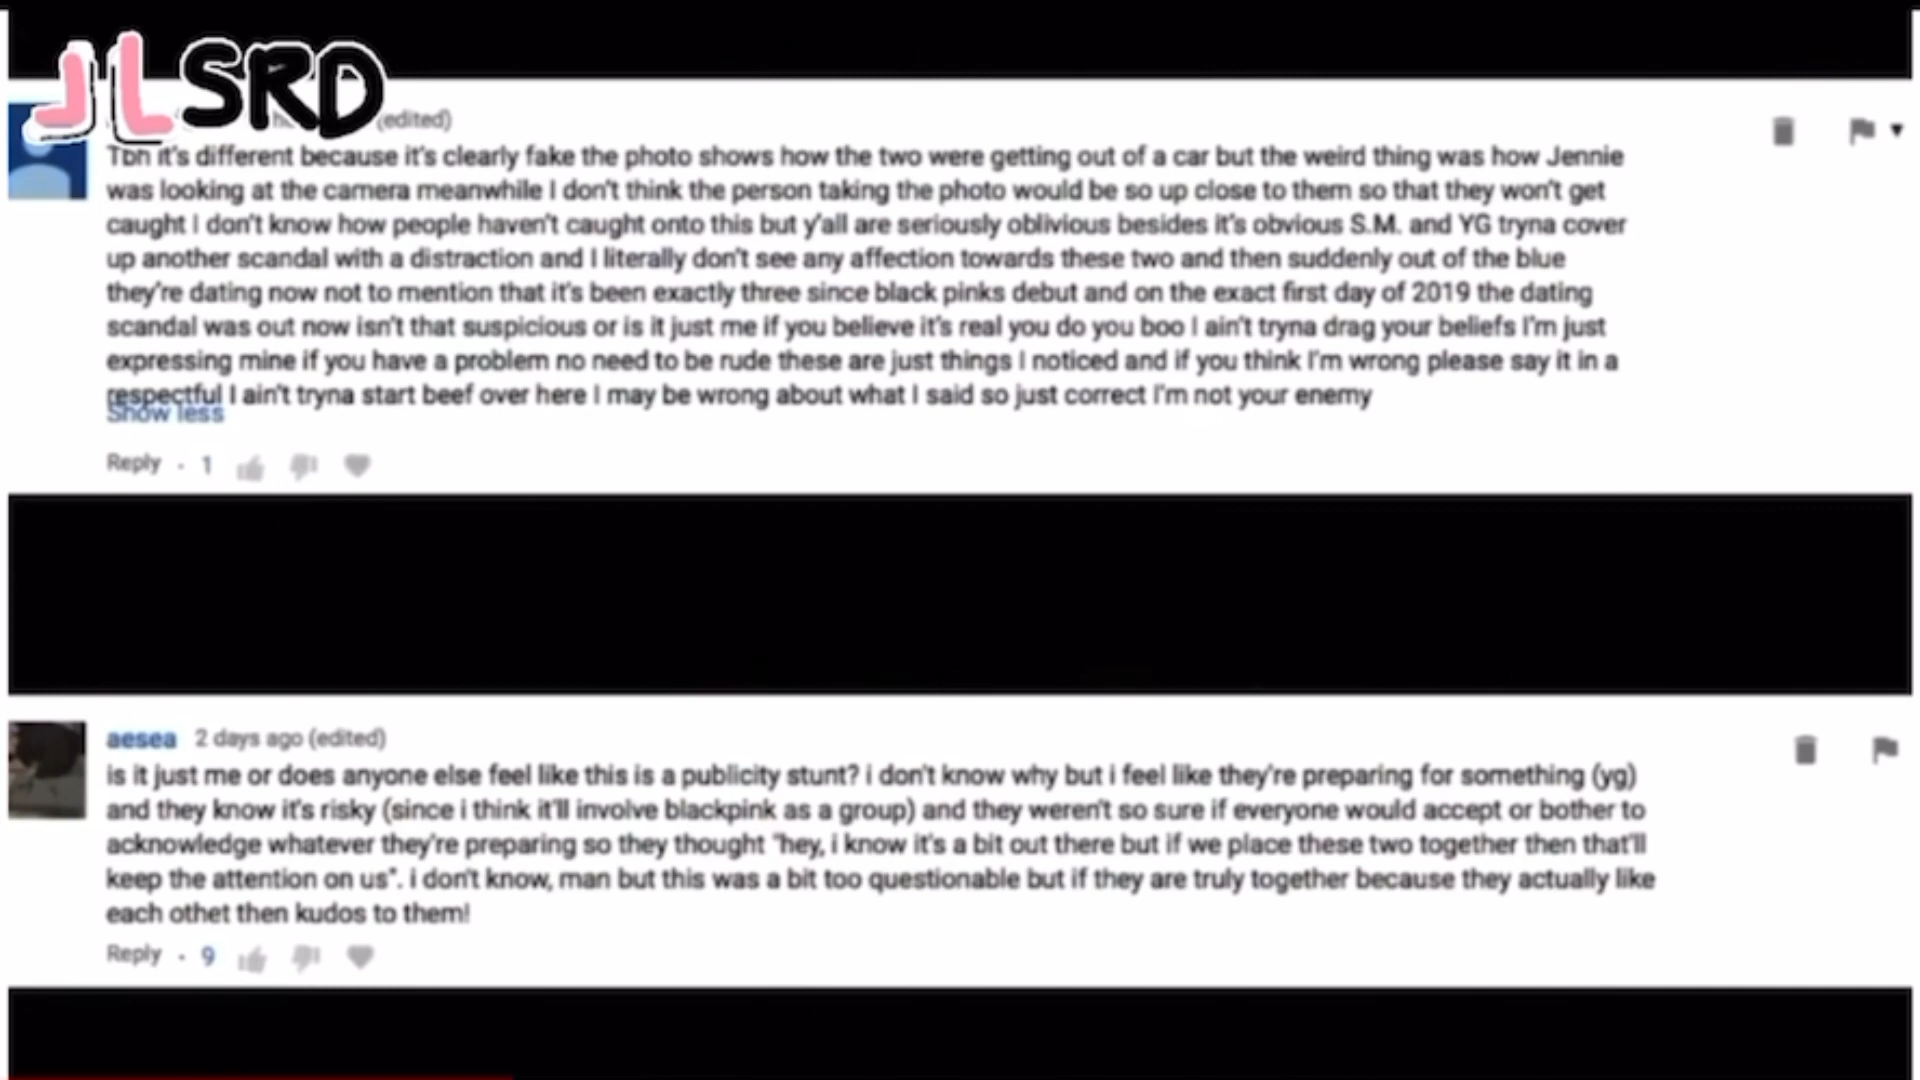 JLSRD
(edited)
Tbh it's different because it's clearly fake the photo shows how the two were getting out of a car but the weird thing was how Jennie
was looking at the camera meanwhile I don't think the person taking the photo would be so up close to them so that they won't get
caught I don't know how people haven't caught onto this but y'all are seriously oblivious besides it's obvious S.M. and YG tryna cover
up another scandal with a distraction and I literally don't see any affection towards these two and then suddenly out of the blue
they're dating now not to mention that it's been exactly three since black pinks debut and on the exact first day of 2019 the dating
scandal was out now isn't that suspicious or is it just me if you believe it's real you do you boo I ain't tryna drag your beliefs I'm just
expressing mine if you have a problem no need to be rude these are just things I noticed and if you think I'm wrong please say it in a
respectful I ain't tryna start beef over here I may be wrong about what I said so just correct I'm not your enemy
Show less
Reply · 1
aesea 2 days ago (edited)
is it just me or does anyone else feel like this is a publicity stunt? i don't know why but i feel like they're preparing for something (yg)
and they know it's risky (since i think it'll involve blackpink as a group) and they weren't so sure if everyone would accept or bother to
acknowledge whatever they're preparing so they thought "hey, i know it's a bit out there but if we place these two together then that'll
keep the attention on us". i don't know, man but this was a bit too questionable but if they are truly together because they actually like
each othet then kudos to them!
Reply · 9